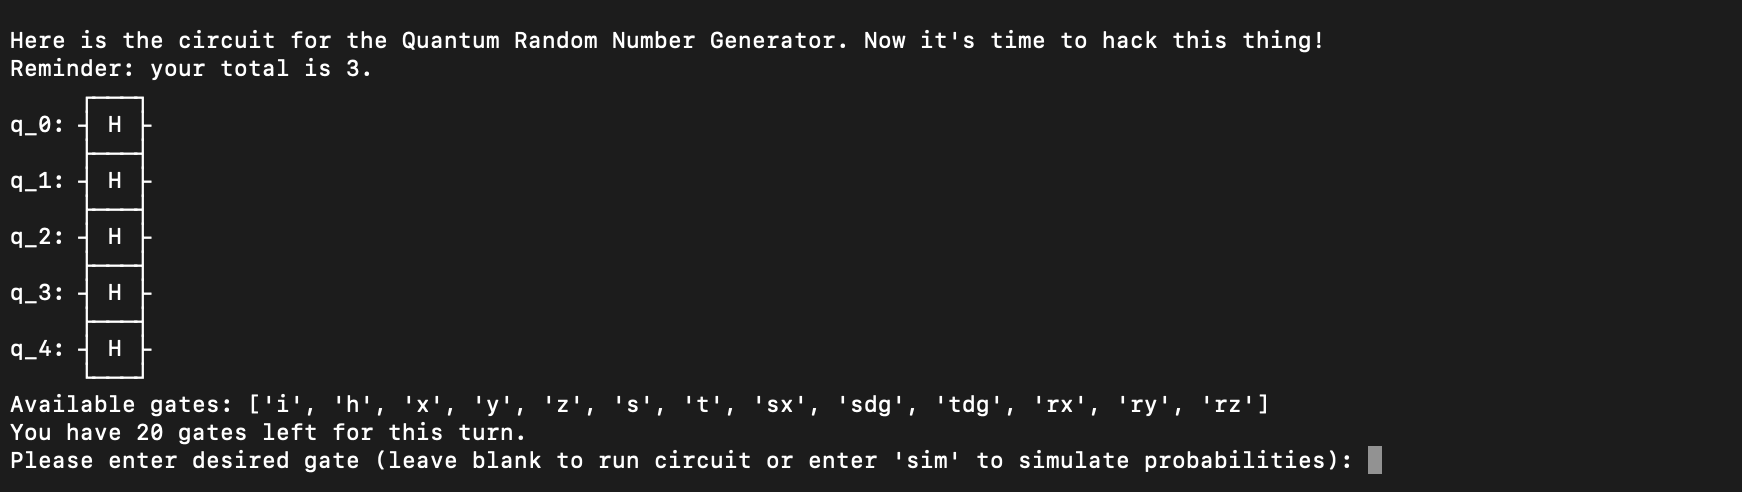 Here is the circuit for the Quantum Random Number Generator. Now it's time to hack this thing!
Reminder: your total is 3.
q_0: H
q_1: H
q_2: H
q_3: H
q_4: H
Available gates: ['i', 'h', 'x', 'y', 'z', 's', 't', 'sx', 'sdg', 'tdg', 'rx', 'ry', 'rz']
You have 20 gates left for this turn.
Please enter desired gate (leave blank to run circuit or enter 'sim' to simulate probabilities):